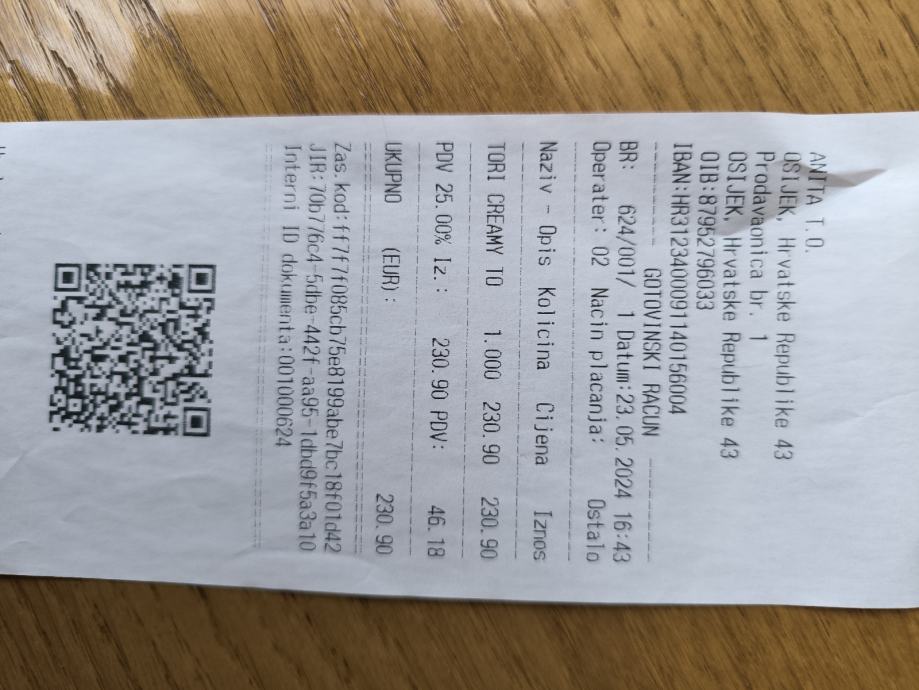 ANITA T.O.
OSIJEK, Hrvatske Republike 43
Prodavaonica br. 1
OSIJEK, Hrvatske Republike 43
OIB:87952796033
IBAN:HR3123400091140156004
GOTOVINSKI RACUN
BR: 624/001/ 1 Datum:23.05.2024 16:43
Operater: 02 Nacin placanja: Ostalo
Naziv - Opis Kolicina Cijena Iznos
TORI CREAMY TO 1.000 230.90 230.90
PDV 25.00% Iz.: 230.90 PDV: 46.18
UKUPNO (EUR): 230.90
Zas.kod:ff7f7f085cb75e8199abe7bc18f01d42
JIR:70b776c4-5dbe-442f-aa95-1dbd9f5a3a10
Interni ID dokumenta:001000624